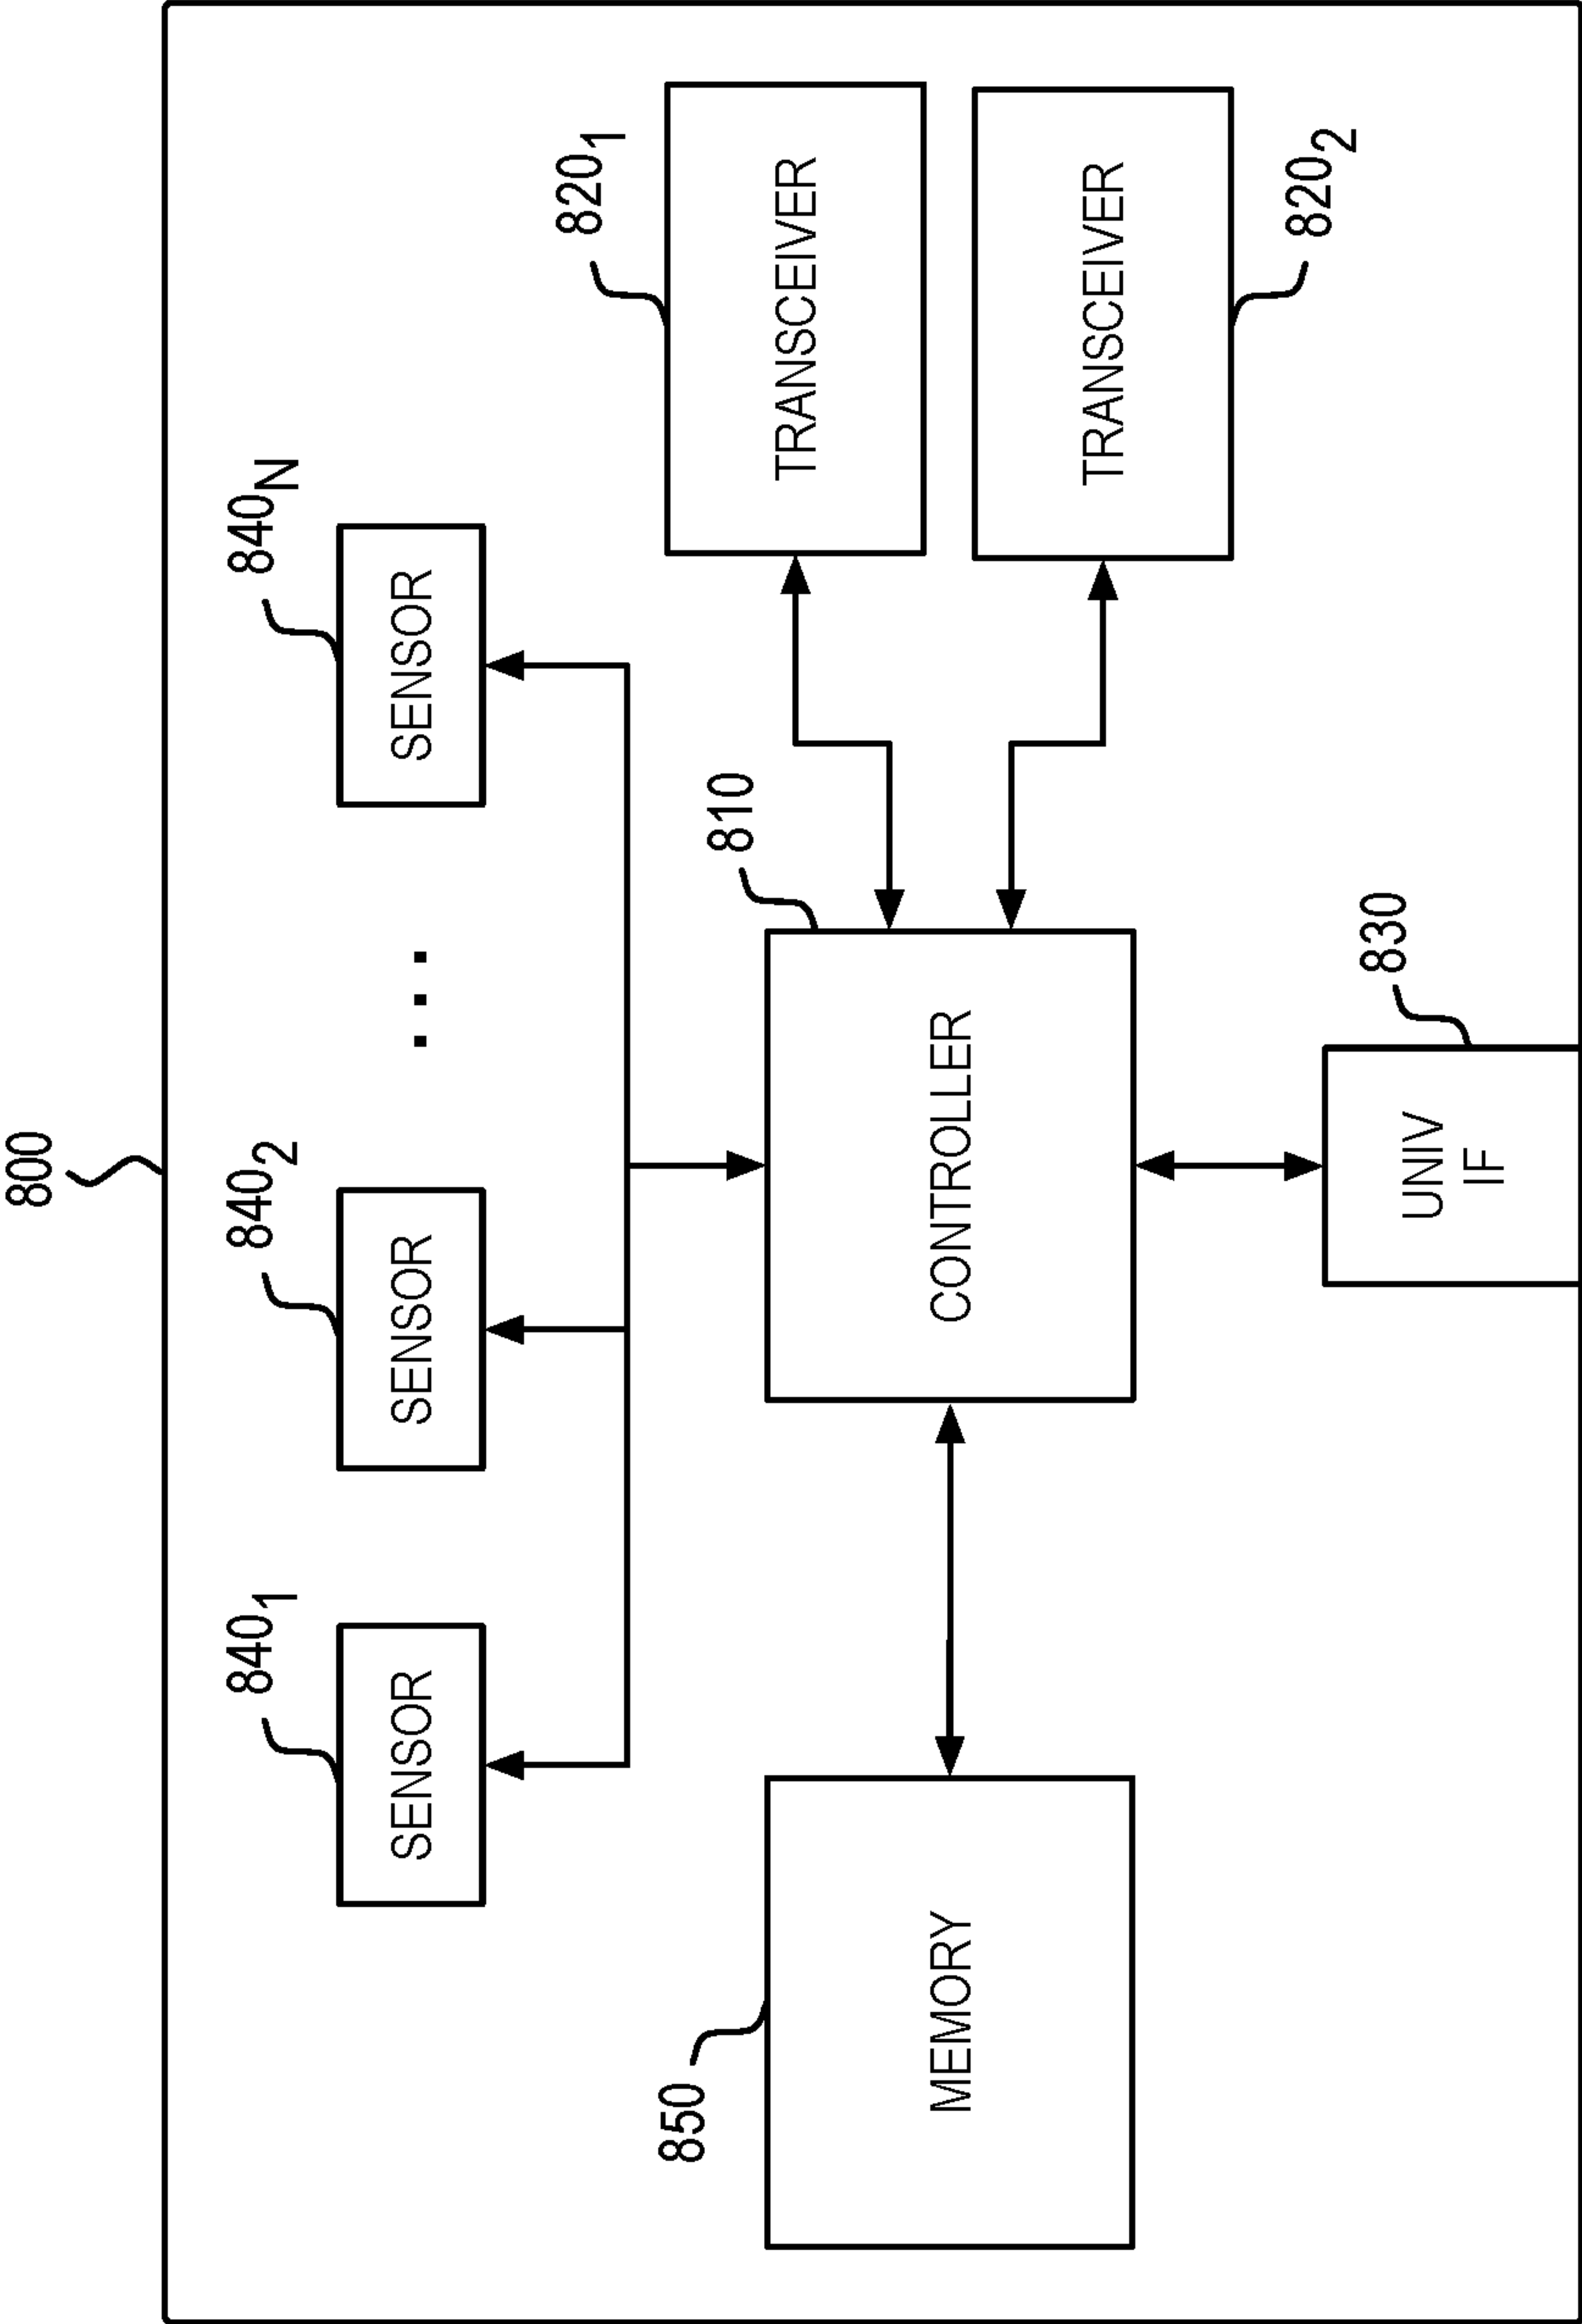 800
840₁
840₂
840N
SENSOR
SENSOR
...
SENSOR
820₁
850
810
TRANSCEIVER
MEMORY
CONTROLLER
TRANSCEIVER
820₂
830
UNIV
IF